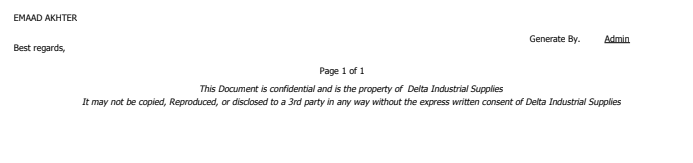 EMAAD AKHTER
Generate By. Admin
Best regards,
Page 1 of 1
This Document is confidential and is the property of Delta Industrial Supplies
It may not be copied, Reproduced, or disclosed to a 3rd party in any way without the express written consent of Delta Industrial Supplies